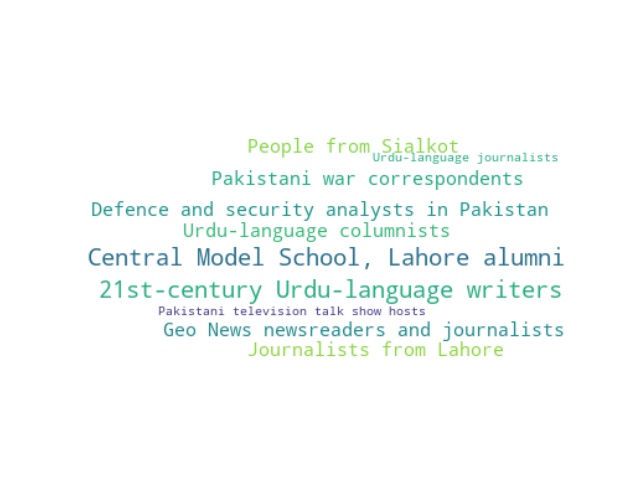 People from Sialkot
Urdu-language journalists
Pakistani war correspondents
Defence and security analysts in Pakistan
Urdu-language columnists
Central Model School, Lahore alumni
21st-century Urdu-language writers
Pakistani television talk show hosts
Geo News newsreaders and journalists
Journalists from Lahore